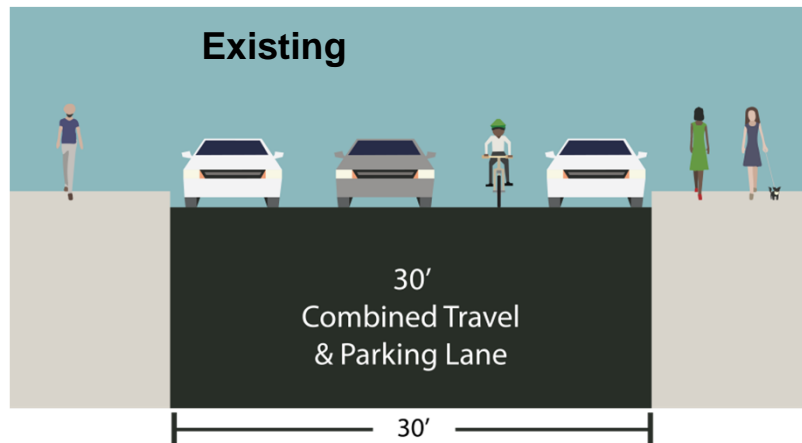 Existing
30’
Combined Travel
& Parking Lane
30’